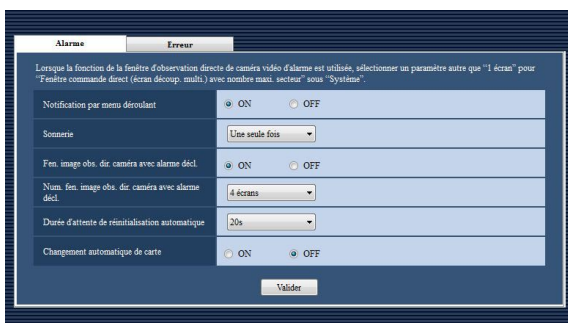 Alarme
Erreur
Lorsque la fonction de la fenêtre d'observation directe de caméra vidéo d'alarme est utilisée, sélectionner un paramètre autre que “1 écran” pour
“Fenêtre commande direct (écran découp. multi.) avec nombre maxi. secteur” sous “Système”.
Notification par menu déroulant
ON OFF
Sonnerie
Une seule fois
Fen. image obs. dir. caméra avec alarme décl.
ON OFF
Num. fen. image obs. dir. caméra avec alarme
décl.
4 écrans
Durée d'attente de réinitialisation automatique
20s
Changement automatique de carte
ON OFF
Valider